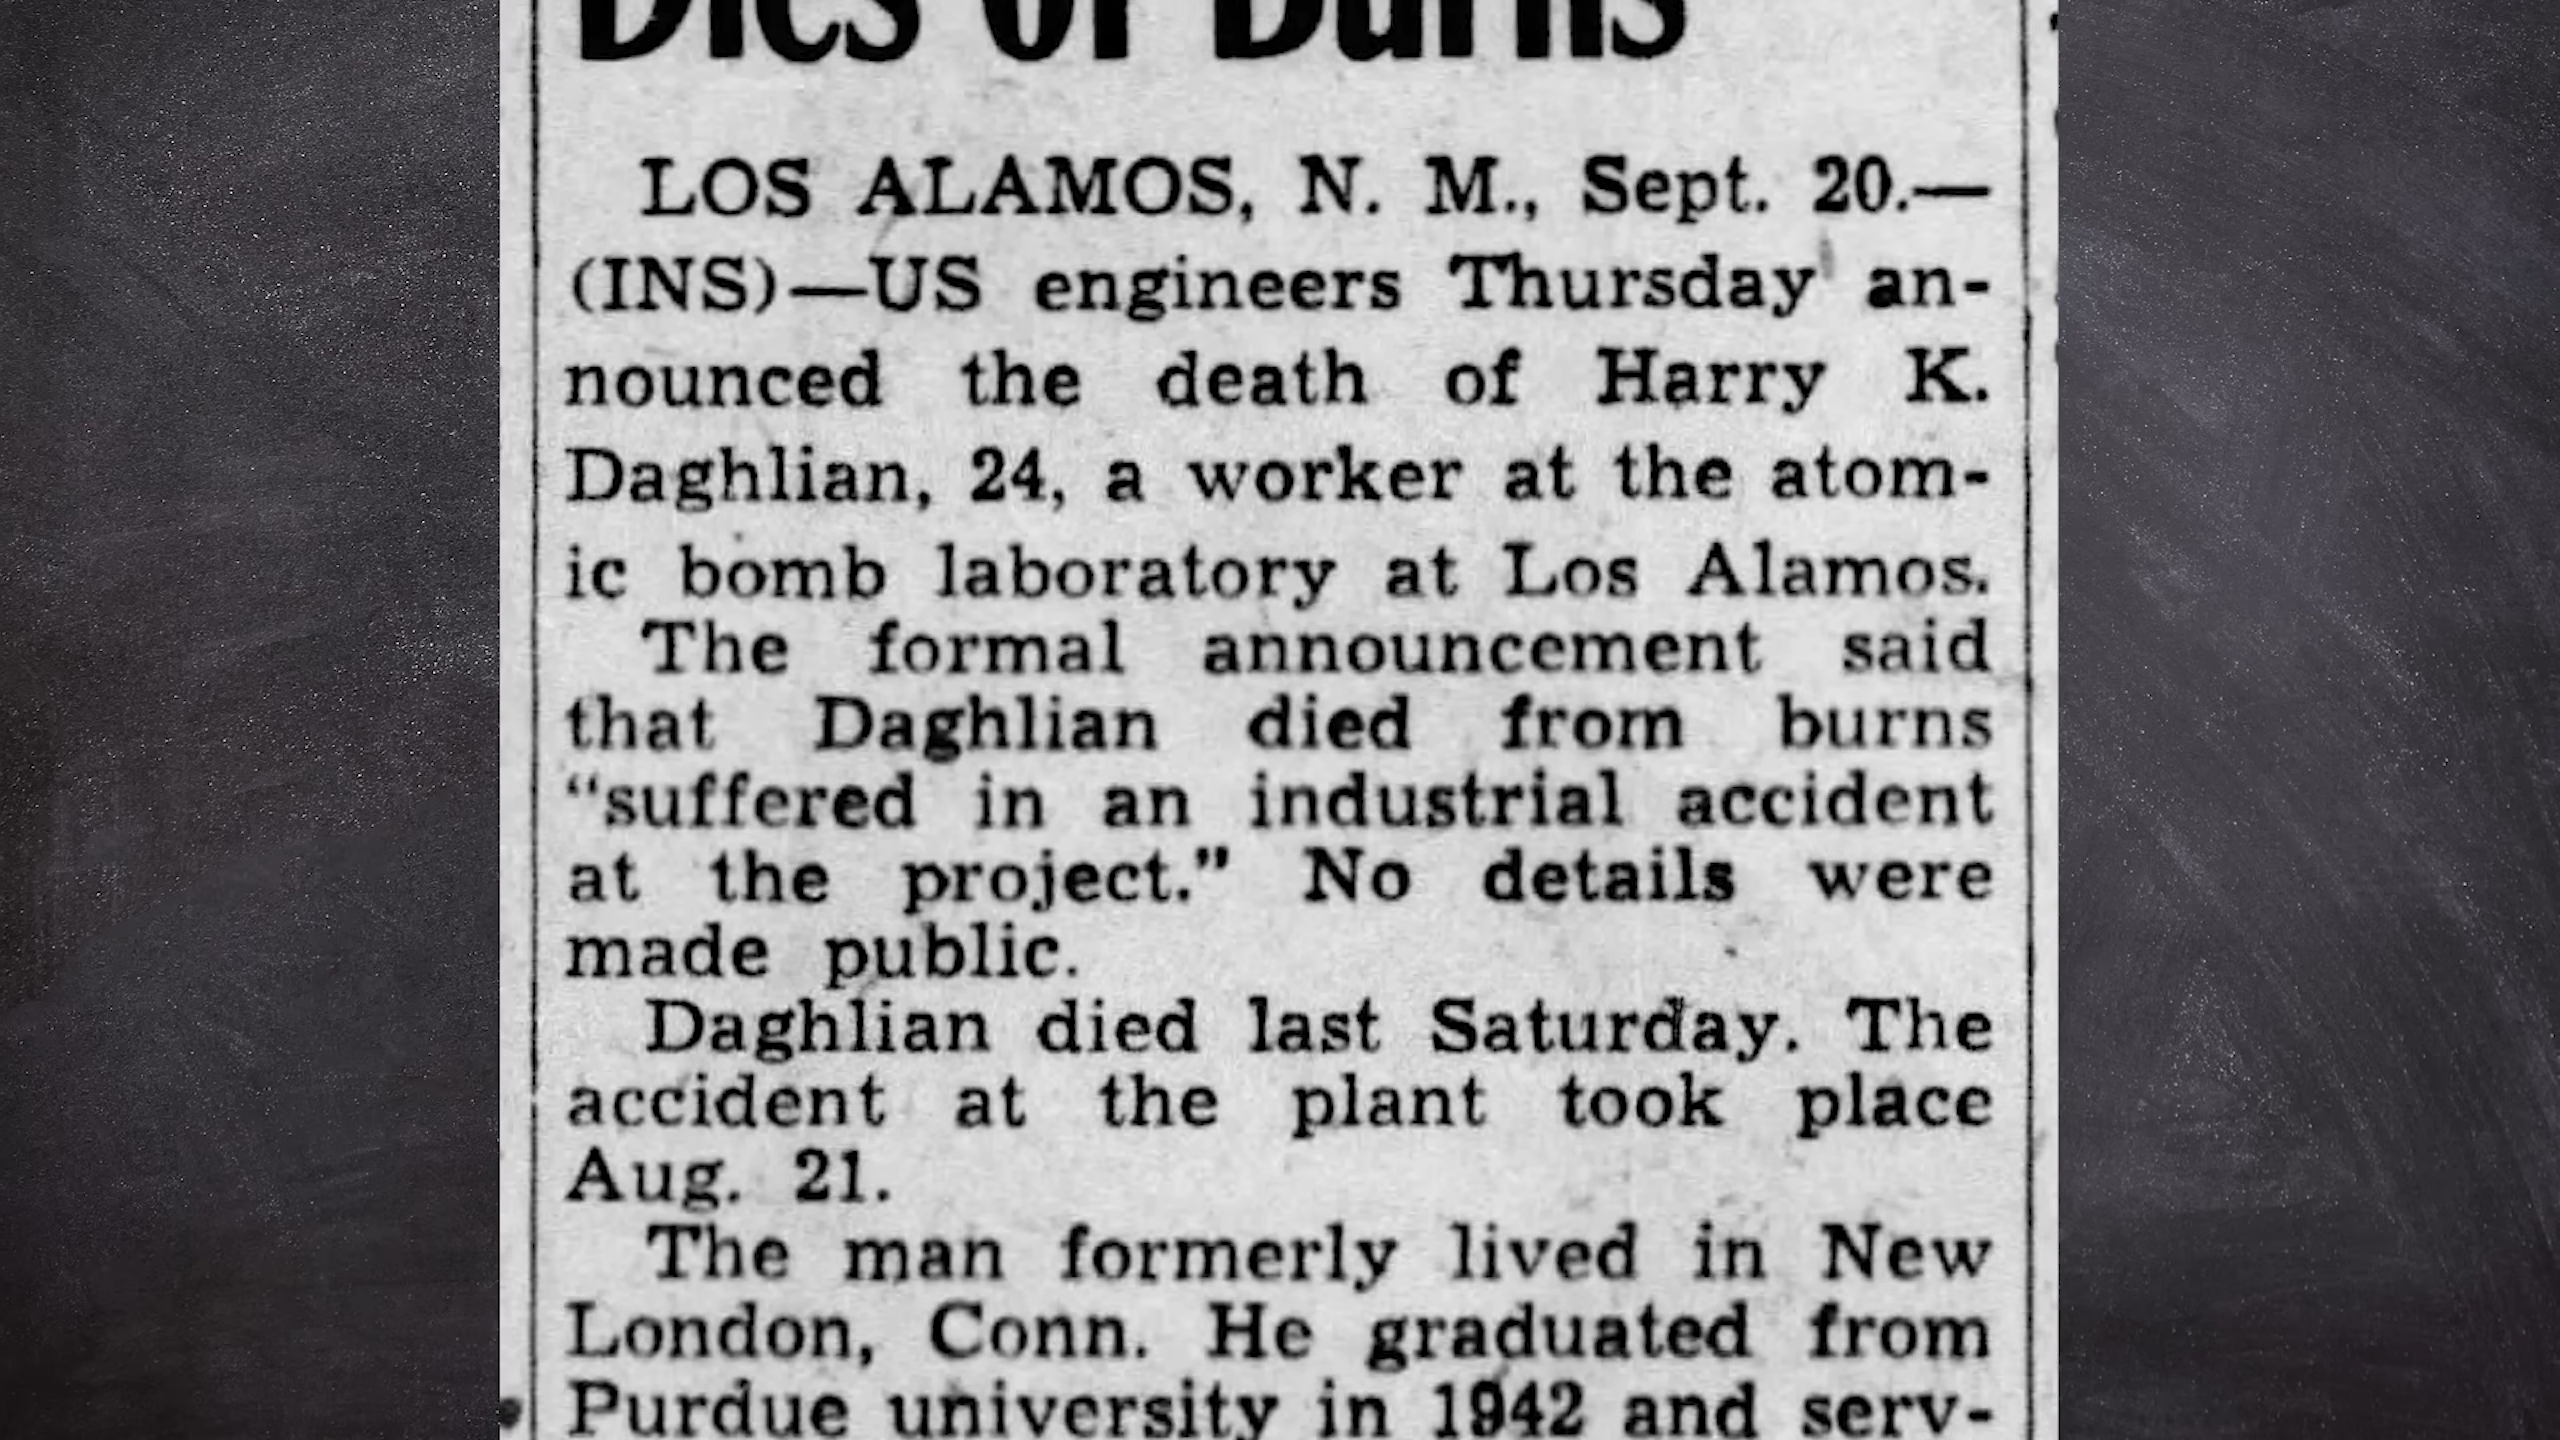 Dies of Burns
LOS ALAMOS, N. M., Sept. 20.—
(INS)—US engineers Thursday an-
nounced the death of Harry K.
Daghlian, 24, a worker at the atom-
ic bomb laboratory at Los Alamos.
The formal announcement said
that Daghlian died from burns
“suffered in an industrial accident
at the project.” No details were
made public.
Daghlian died last Saturday. The
accident at the plant took place
Aug. 21.
The man formerly lived in New
London, Conn. He graduated from
Purdue university in 1942 and serv-